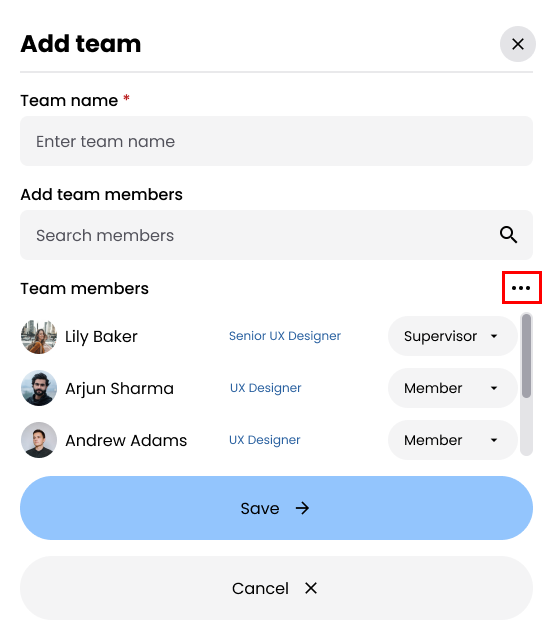 Add team
Team name *
Enter team name
Add team members
Search members
Team members
Lily Baker Senior UX Designer Supervisor
Arjun Sharma UX Designer Member
Andrew Adams UX Designer Member
Save
Cancel